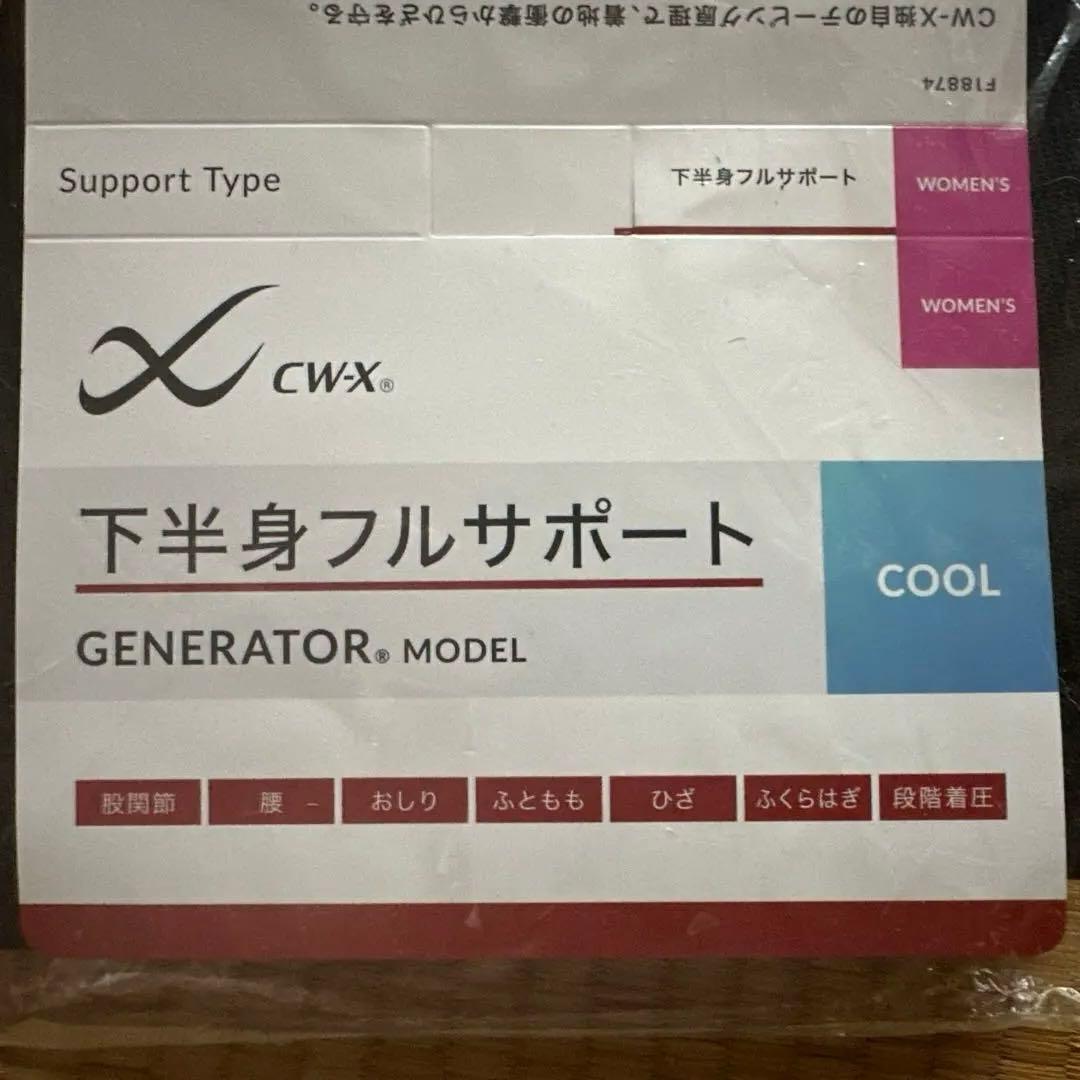 CW-X独自のテーピング原理で、着地の衝撃からひざを守る。
F18874
Support Type
下半身フルサポート
WOMEN'S
WOMEN'S
CW-X®
下半身フルサポート
COOL
GENERATOR® MODEL
股関節 腰 おしり ふともも ひざ ふくらはぎ 段階着圧